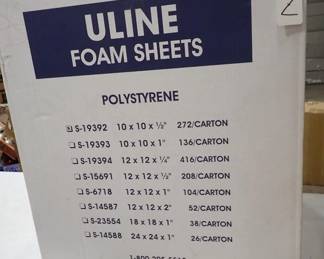 ULINE
FOAM SHEETS
POLYSTYRENE
☑ S-19392 10 x 10 x ½" 272/CARTON
☐ S-19393 10 x 10 x 1" 136/CARTON
☐ S-19394 12 x 12 x ¼" 416/CARTON
☐ S-15691 12 x 12 x ½" 208/CARTON
☐ S-6718 12 x 12 x 1" 104/CARTON
☐ S-14587 12 x 12 x 2" 52/CARTON
☐ S-23554 18 x 18 x 1" 38/CARTON
☐ S-14588 24 x 24 x 1" 26/CARTON